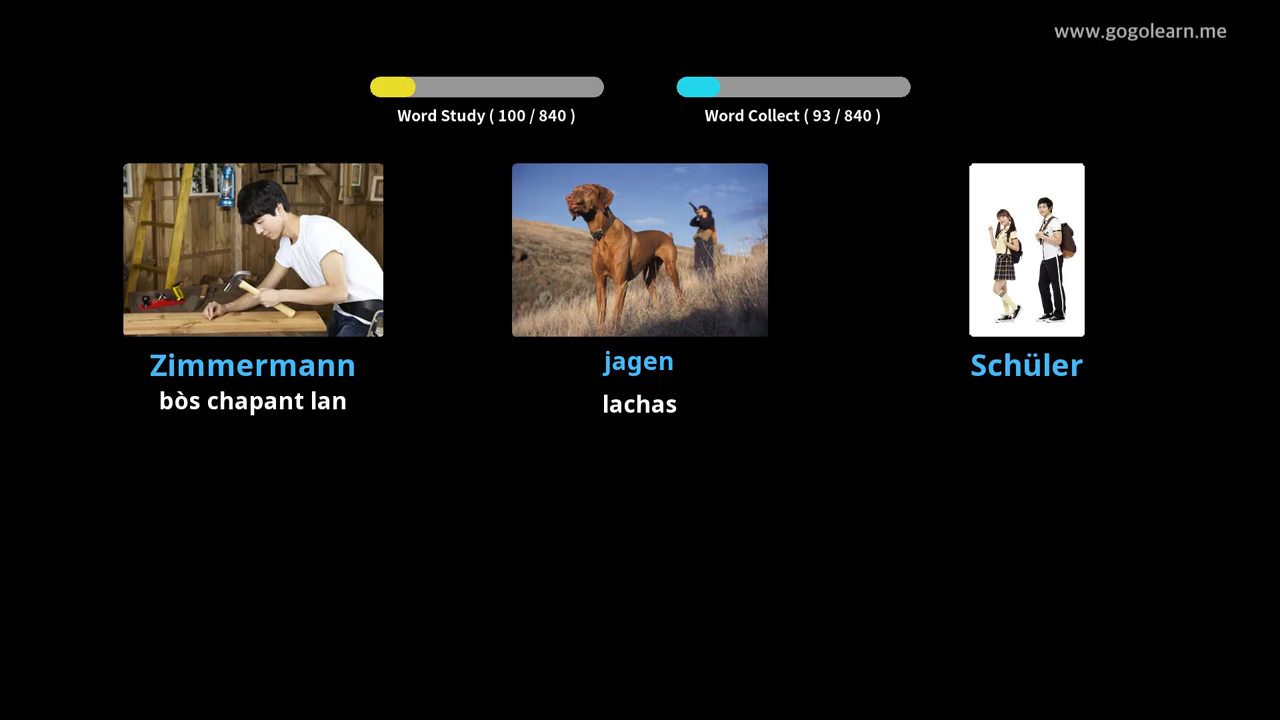 www.gogolearn.me
Word Study ( 100 / 840 )
Word Collect ( 93 / 840 )
Zimmermann
bòs chapant lan
jagen
lachas
Schüler